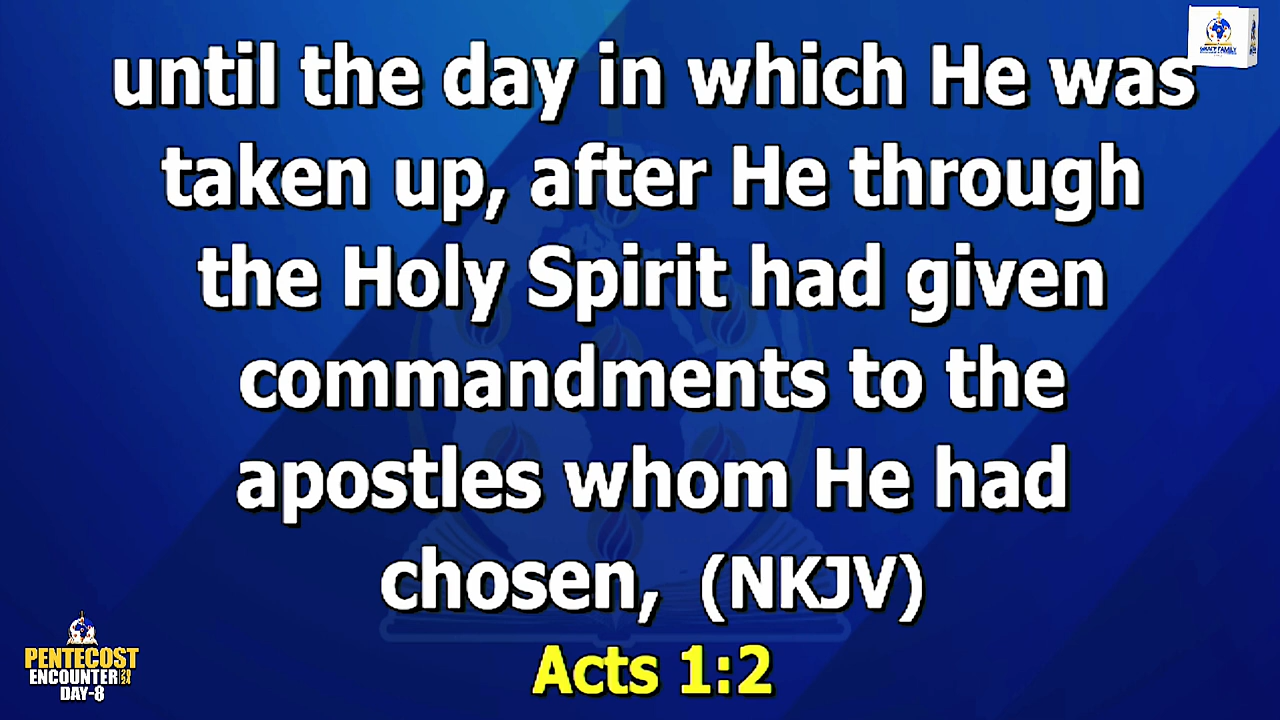 until the day in which He was
taken up, after He through
the Holy Spirit had given
commandments to the
apostles whom He had
chosen, (NKJV)
Acts 1:2
PENTECOST
ENCOUNTER 2024
DAY-8